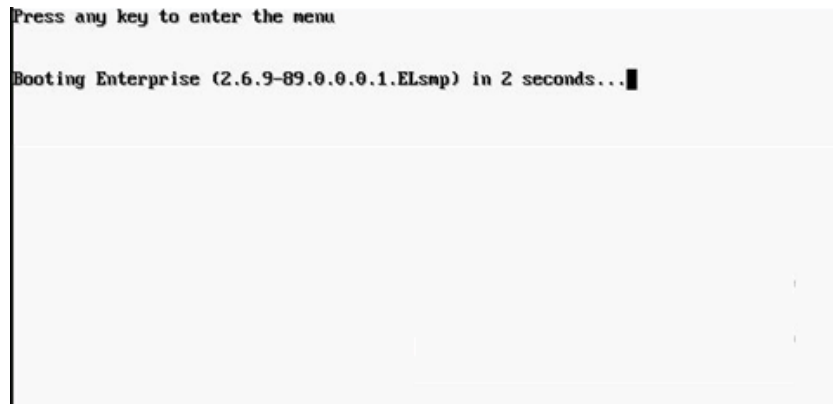 Press any key to enter the menu
Booting Enterprise (2.6.9-89.0.0.0.1.ELsmp) in 2 seconds...